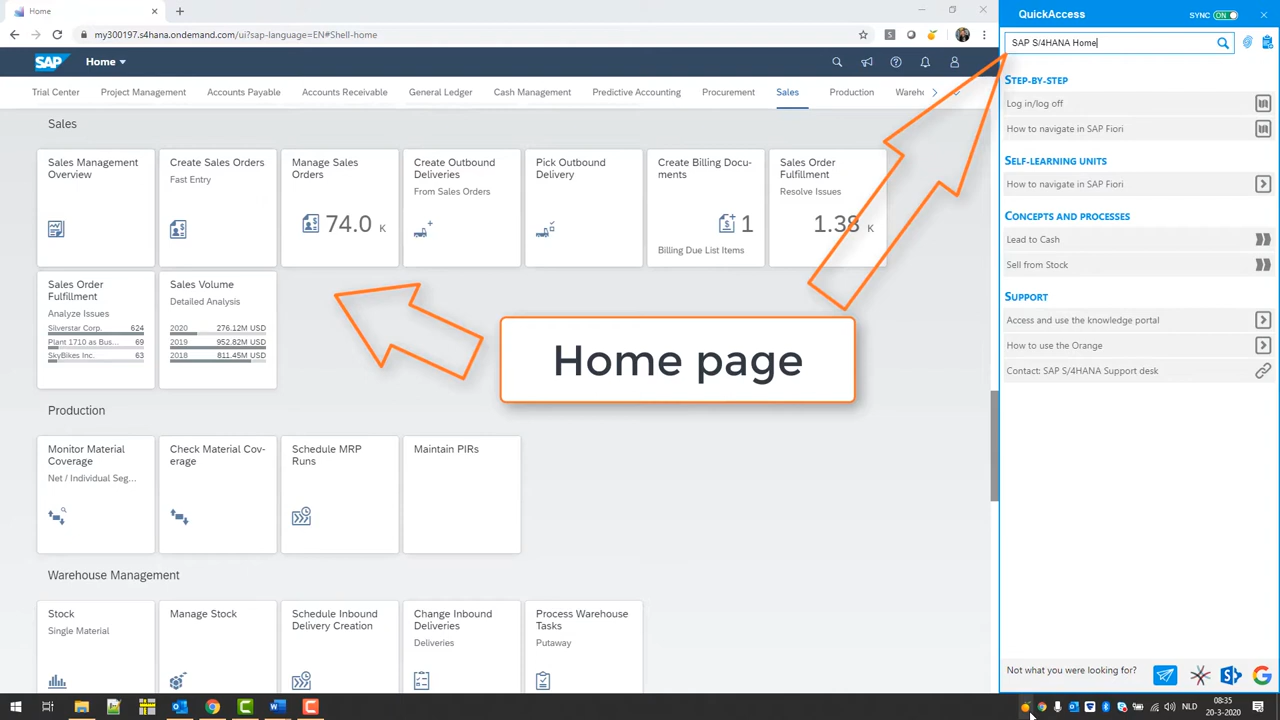 Home
my300197.s4hana.ondemand.com/ui?sap-language=EN#Shell-home
SAP
Home
Trial Center
Project Management
Accounts Payable
Accounts Receivable
General Ledger
Cash Management
Predictive Accounting
Procurement
Sales
Production
Wareho
Sales
Sales Management
Overview
Create Sales Orders
Fast Entry
Manage Sales
Orders
74.0 K
Create Outbound
Deliveries
From Sales Orders
Pick Outbound
Delivery
Create Billing Docu-
ments
1
Billing Due List Items
Sales Order
Fulfillment
Resolve Issues
1.38 K
Sales Order
Fulfillment
Analyze Issues
Silverstar Corp. 624
Plant 1710 as Bus... 69
SkyBikes Inc. 63
Sales Volume
Detailed Analysis
2020 276.12M USD
2019 952.82M USD
2018 811.45M USD
Home page
Production
Monitor Material
Coverage
Net / Individual Seg...
Check Material Cov-
erage
Schedule MRP
Runs
Maintain PIRs
Warehouse Management
Stock
Single Material
Manage Stock
Schedule Inbound
Delivery Creation
Change Inbound
Deliveries
Deliveries
Process Warehouse
Tasks
Putaway
QuickAccess
SYNC ON
SAP S/4HANA Home
STEP-BY-STEP
Log in/log off
How to navigate in SAP Fiori
SELF-LEARNING UNITS
How to navigate in SAP Fiori
CONCEPTS AND PROCESSES
Lead to Cash
Sell from Stock
SUPPORT
Access and use the knowledge portal
How to use the Orange
Contact: SAP S/4HANA Support desk
Not what you were looking for?
NLD
08:35
20-3-2020